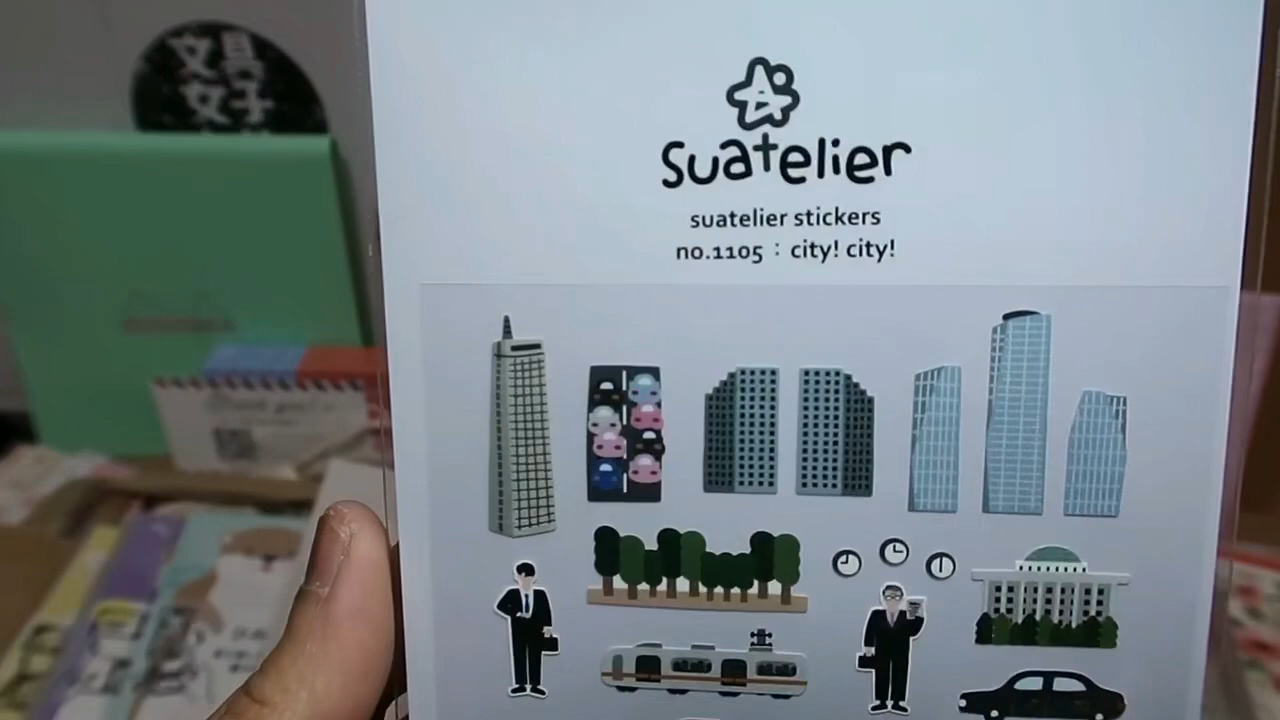 文具
女子
suatelier
suatelier stickers
no.1105 : city! city!